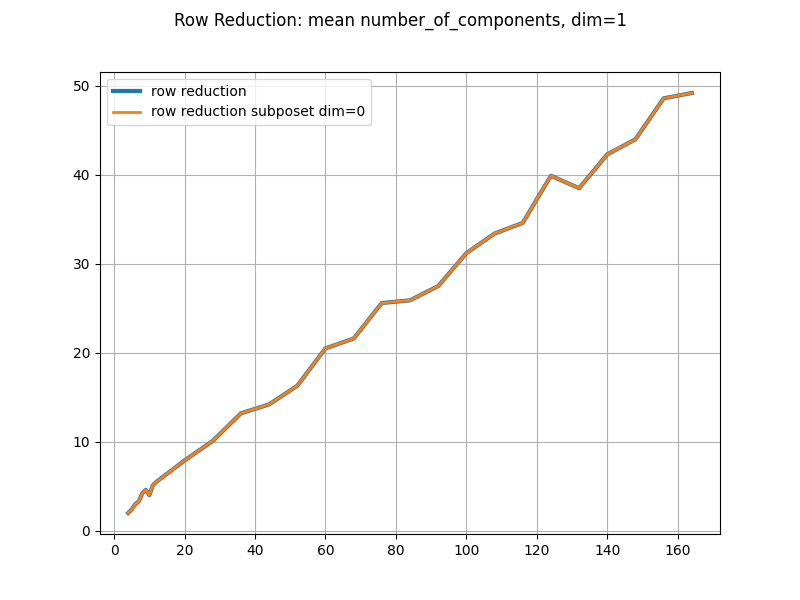 Row Reduction: mean number_of_components, dim=1
row reduction
row reduction subposet dim=0
50
40
30
20
10
0
0 20 40 60 80 100 120 140 160